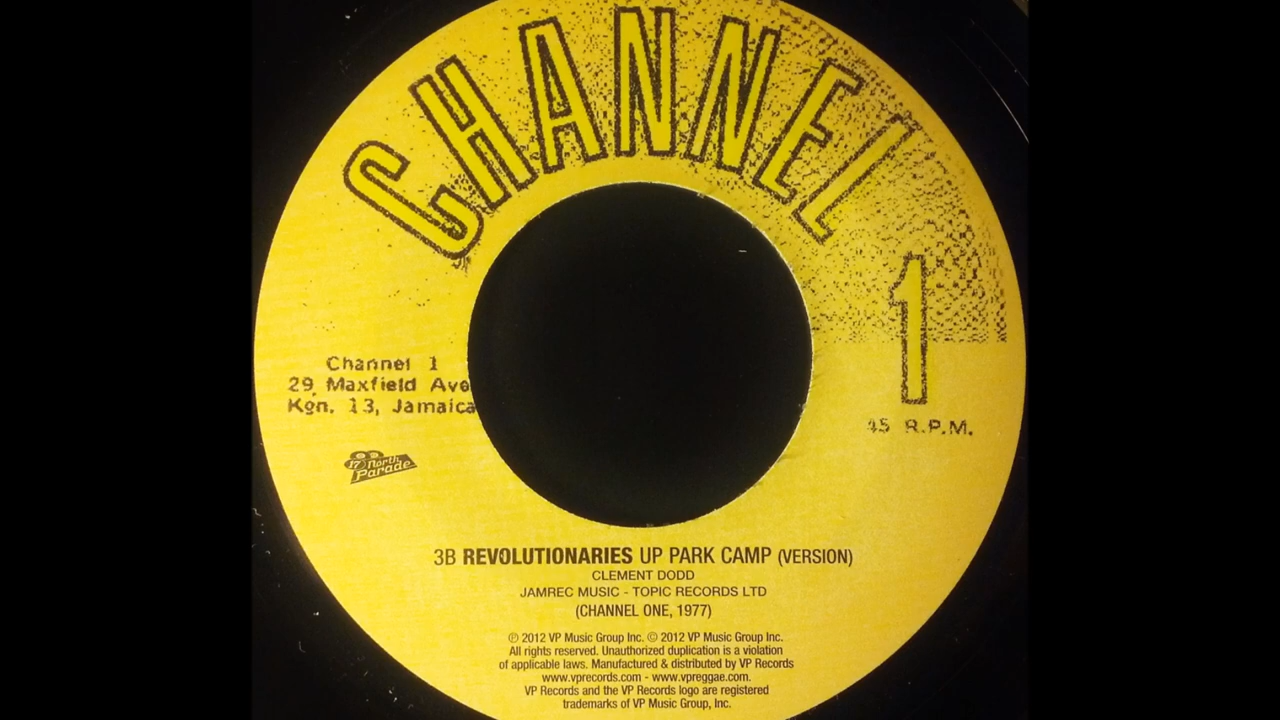 CHANNEL
1
Channel 1
29, Maxfield Ave
Kgn. 13, Jamaica
45 R.P.M.
17 North
Parade
3B REVOLUTIONARIES UP PARK CAMP (VERSION)
CLEMENT DODD
JAMREC MUSIC - TOPIC RECORDS LTD
(CHANNEL ONE, 1977)
℗ 2012 VP Music Group Inc. © 2012 VP Music Group Inc.
All rights reserved. Unauthorized duplication is a violation
of applicable laws. Manufactured & distributed by VP Records
www.vprecords.com - www.vpreggae.com.
VP Records and the VP Records logo are registered
trademarks of VP Music Group, Inc.